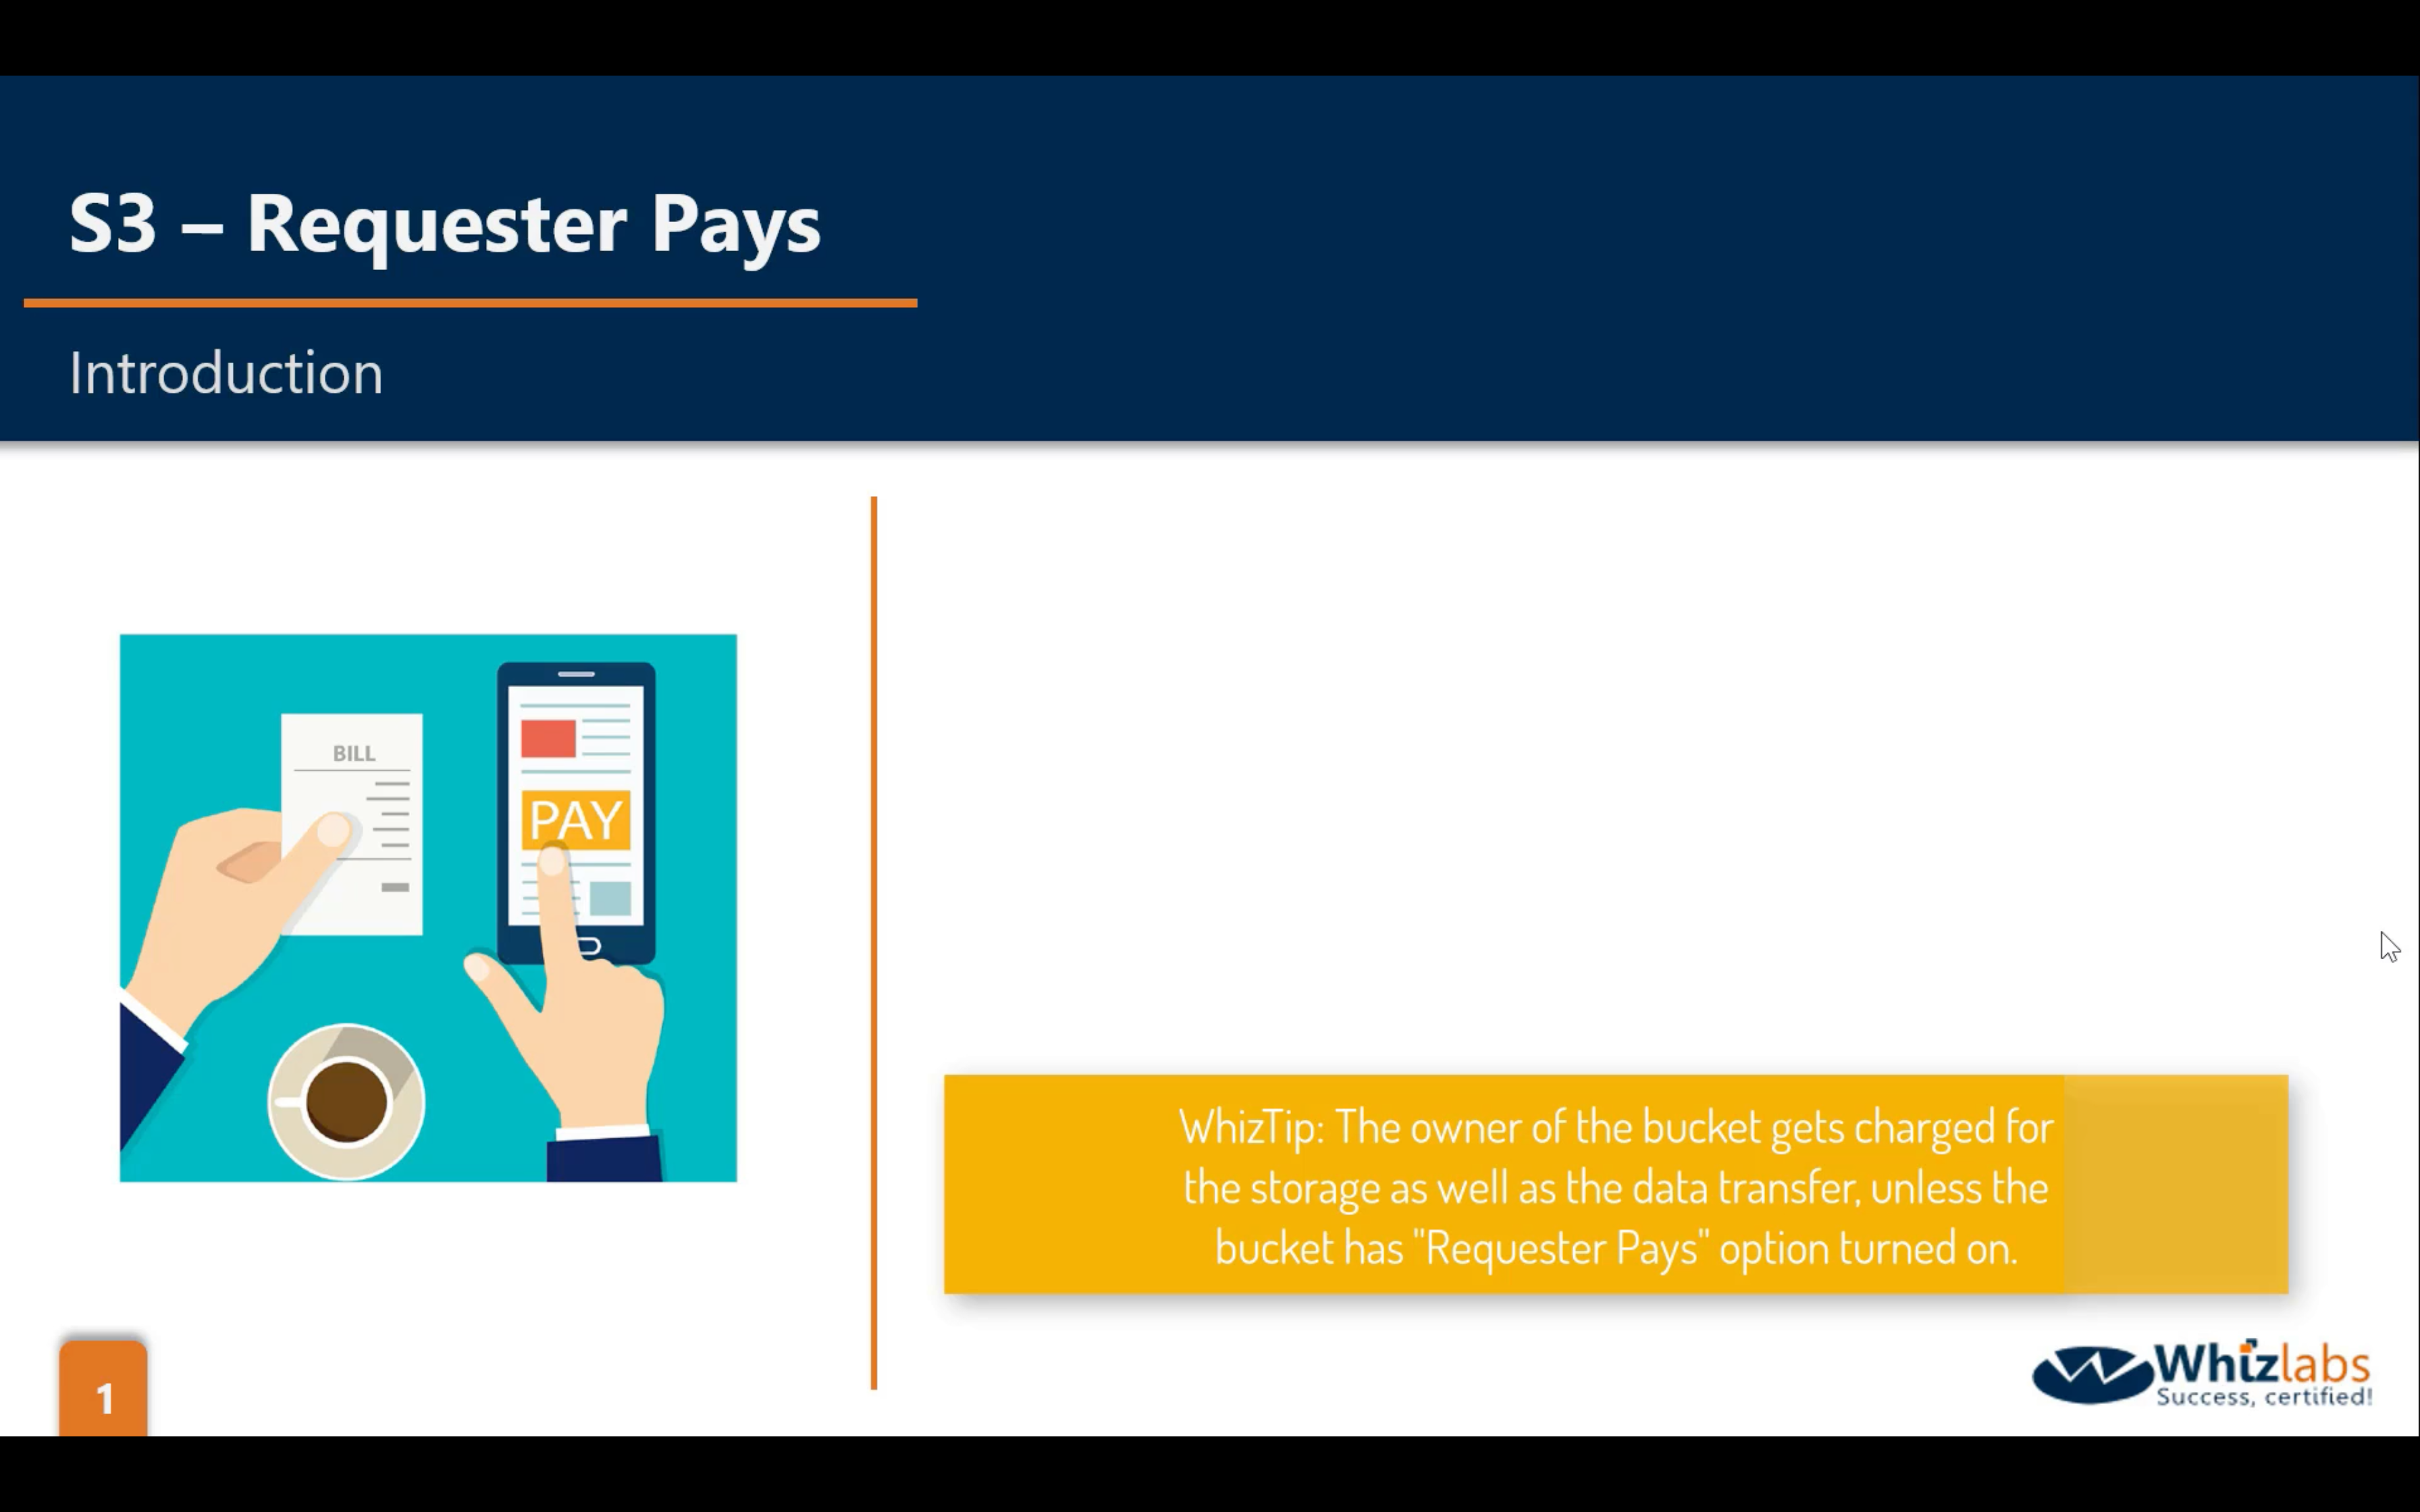 S3 – Requester Pays
Introduction
BILL
PAY
WhizTip: The owner of the bucket gets charged for
the storage as well as the data transfer, unless the
bucket has "Requester Pays" option turned on.
1
Whizlabs
Success, certified!